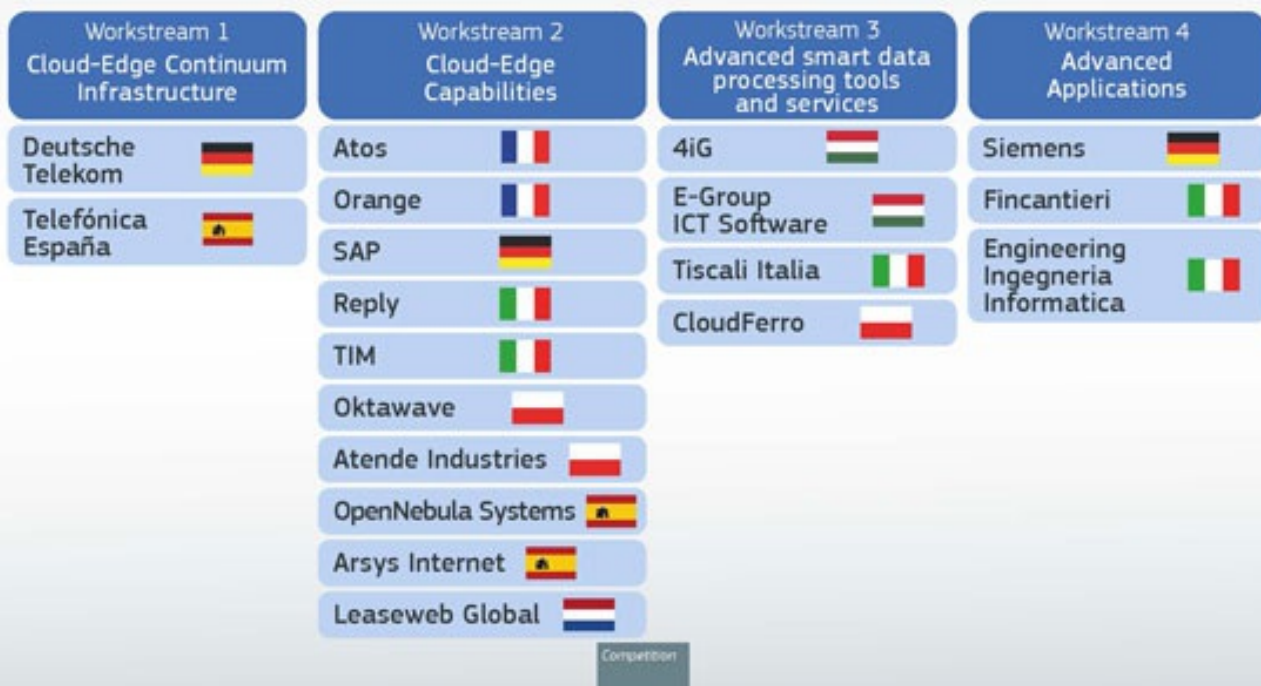 Workstream 1
Cloud-Edge Continuum
Infrastructure
Deutsche
Telekom
Telefónica
España
Workstream 2
Cloud-Edge
Capabilities
Atos
Orange
SAP
Reply
TIM
Oktawave
Atende Industries
OpenNebula Systems
Arsys Internet
Leaseweb Global
Workstream 3
Advanced smart data
processing tools
and services
4iG
E-Group
ICT Software
Tiscali Italia
CloudFerro
Workstream 4
Advanced
Applications
Siemens
Fincantieri
Engineering
Ingegneria
Informatica
Competition